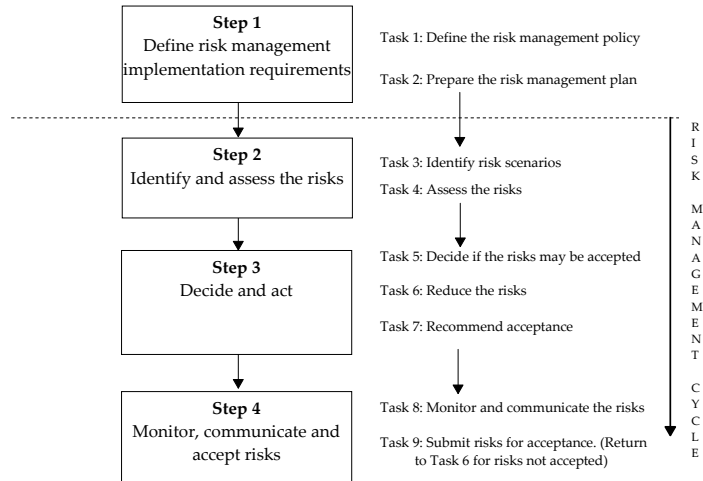 Step 1
Define risk management
implementation requirements
Task 1: Define the risk management policy
Task 2: Prepare the risk management plan
Step 2
Identify and assess the risks
Task 3: Identify risk scenarios
Task 4: Assess the risks
Step 3
Decide and act
Task 5: Decide if the risks may be accepted
Task 6: Reduce the risks
Task 7: Recommend acceptance
Step 4
Monitor, communicate and
accept risks
Task 8: Monitor and communicate the risks
Task 9: Submit risks for acceptance. (Return
to Task 6 for risks not accepted)
RISK MANAGEMENT CYCLE